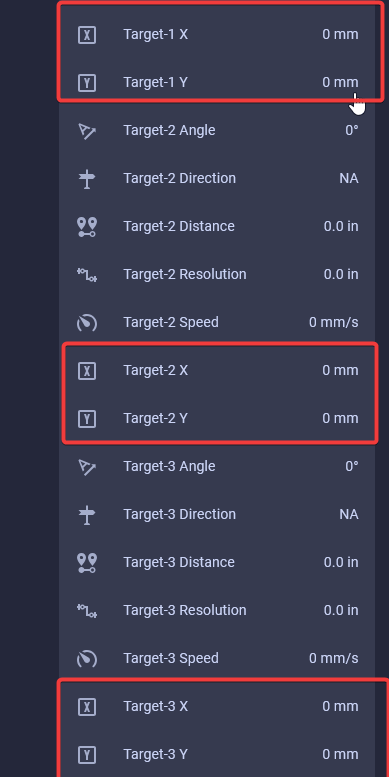 X Target-1 X 0 mm
Y Target-1 Y 0 mm
Target-2 Angle 0°
Target-2 Direction NA
Target-2 Distance 0.0 in
Target-2 Resolution 0.0 in
Target-2 Speed 0 mm/s
X Target-2 X 0 mm
Y Target-2 Y 0 mm
Target-3 Angle 0°
Target-3 Direction NA
Target-3 Distance 0.0 in
Target-3 Resolution 0.0 in
Target-3 Speed 0 mm/s
X Target-3 X 0 mm
Y Target-3 Y 0 mm